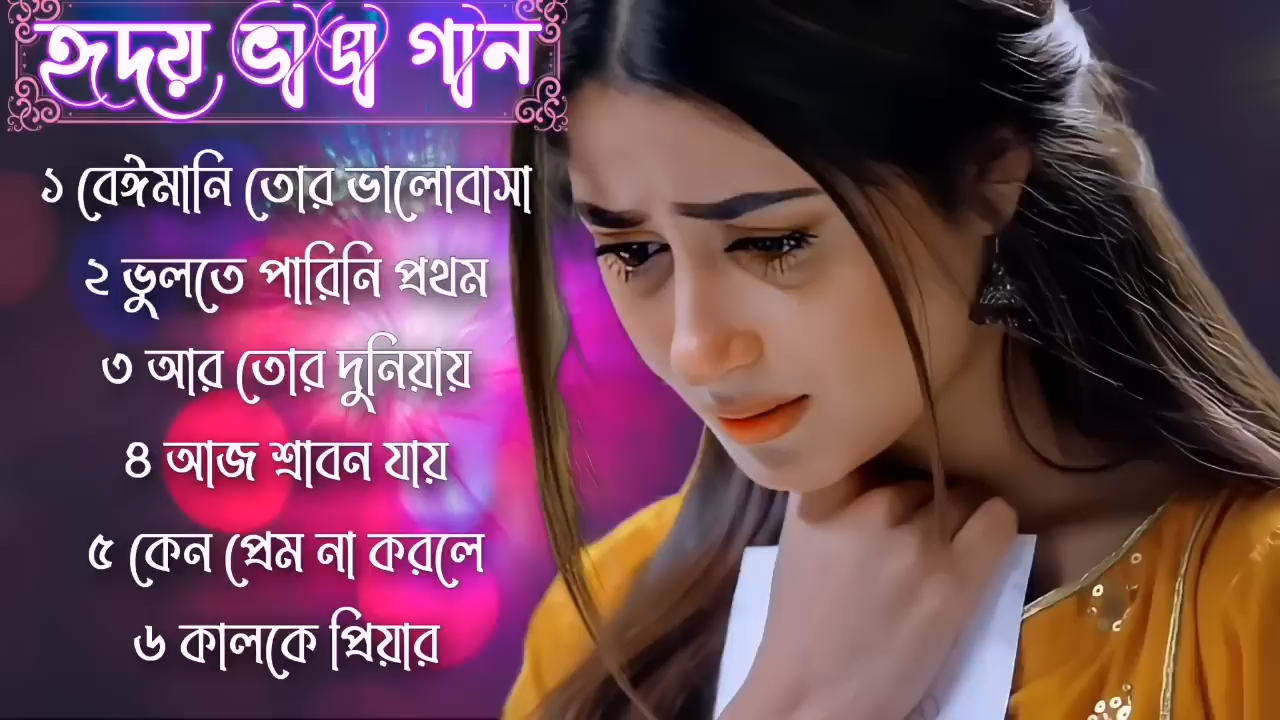 হৃদয় ভাঙা গান
১ বেঈমানি তোর ভালোবাসা
২ ভুলতে পারিনি প্রথম
৩ আর তোর দুনিয়ায়
৪ আজ শ্রাবন যায়
৫ কেন প্রেম না করলে
৬ কালকে প্রিয়ার